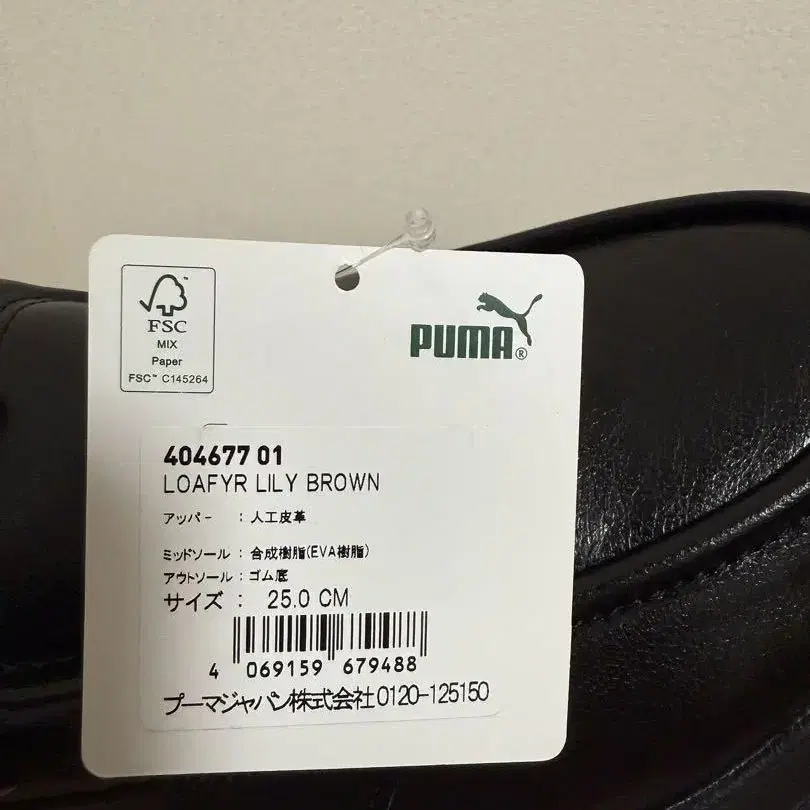 FSC
MIX
Paper
FSC™ C145264
PUMA®
404677 01
LOAFYR LILY BROWN
アッパー : 人工皮革
ミッドソール : 合成樹脂(EVA樹脂)
アウトソール : ゴム底
サイズ : 25.0 CM
4 069159 679488
プーマジャパン株式会社0120-125150